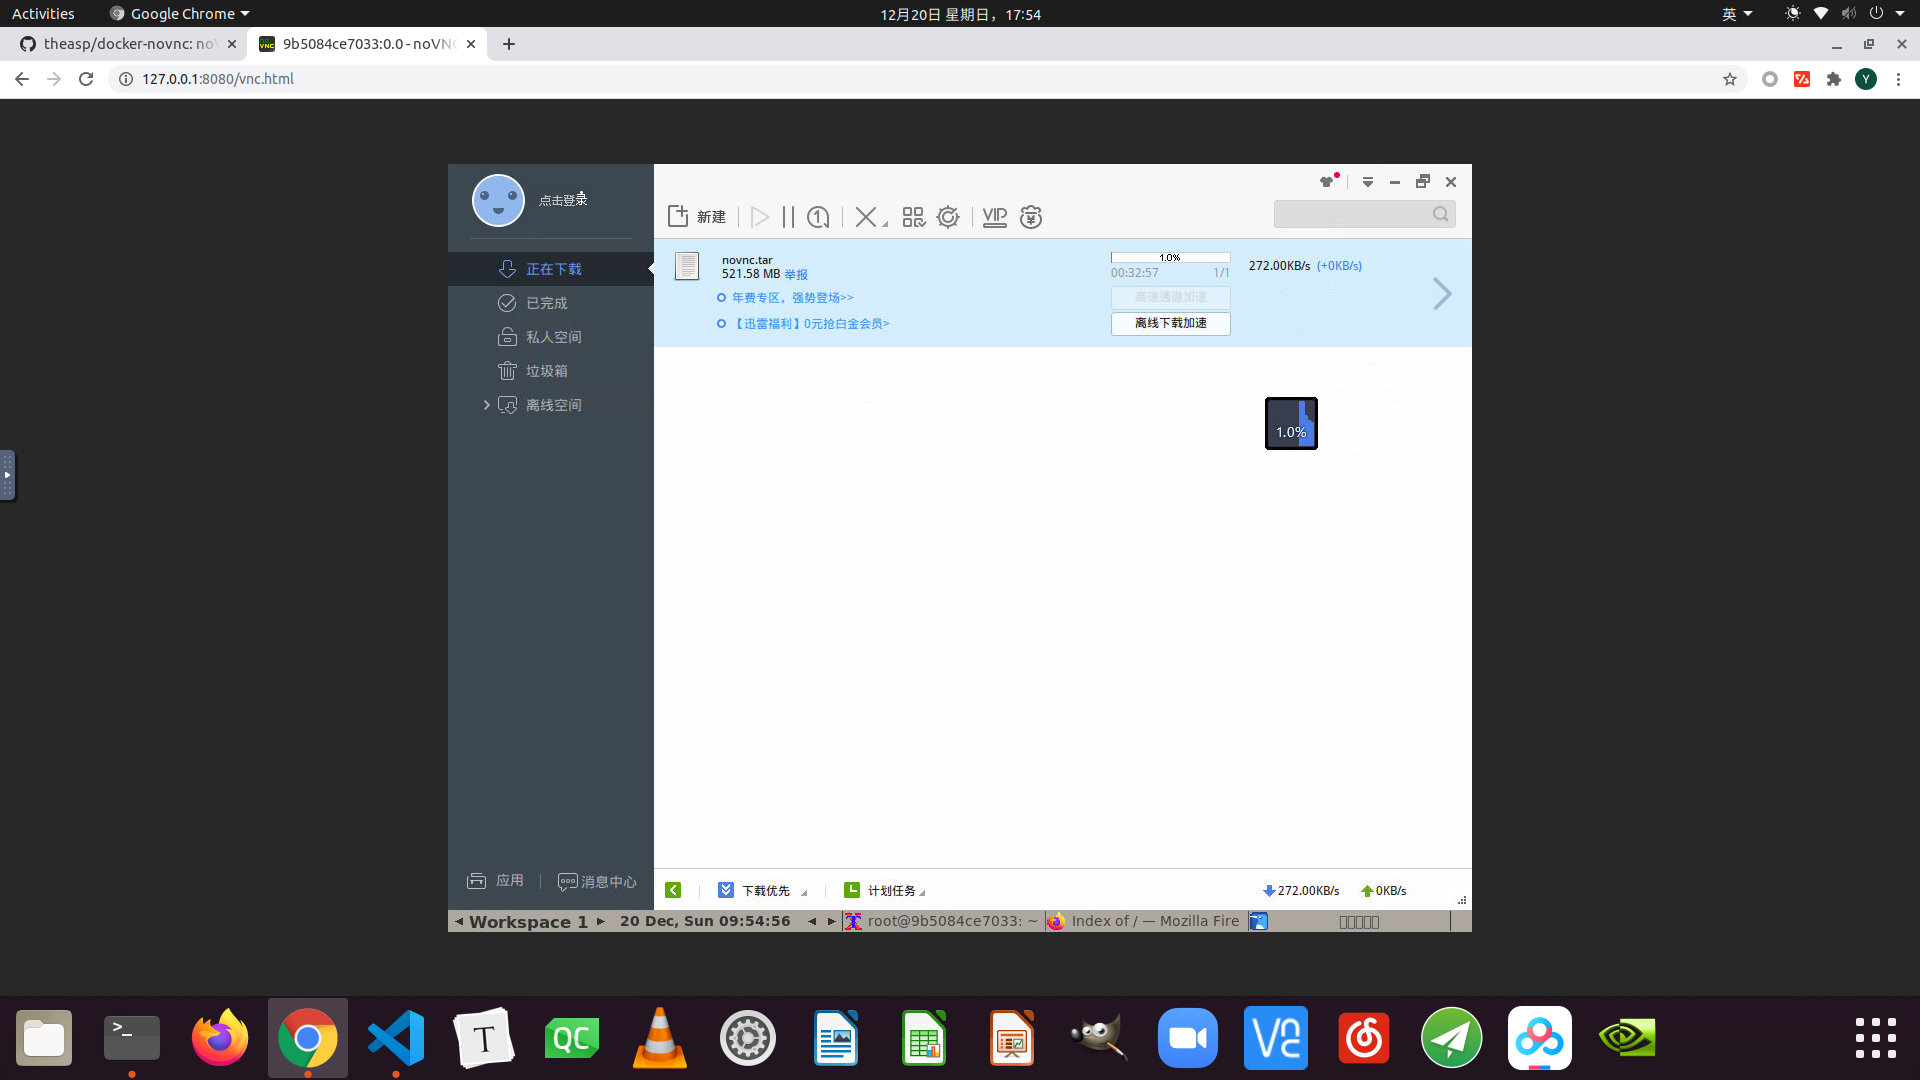 Activities
Google Chrome
12月20日 星期日，17:54
英
theasp/docker-novnc: noV
9b5084ce7033:0.0 - noVNC
127.0.0.1:8080/vnc.html
Y
点击登录
新建
VIP
正在下载
已完成
私人空间
垃圾箱
离线空间
novnc.tar
521.58 MB 举报
年费专区，强势登场>>
【迅雷福利】0元抢白金会员>
1.0%
00:32:57
1/1
272.00KB/s (+0KB/s)
高速通道加速
离线下载加速
1.0%
应用
消息中心
下载优先
计划任务
272.00KB/s
0KB/s
Workspace 1
20 Dec, Sun 09:54:56
root@9b5084ce7033: ~
Index of / — Mozilla Fire
>_
T
QC